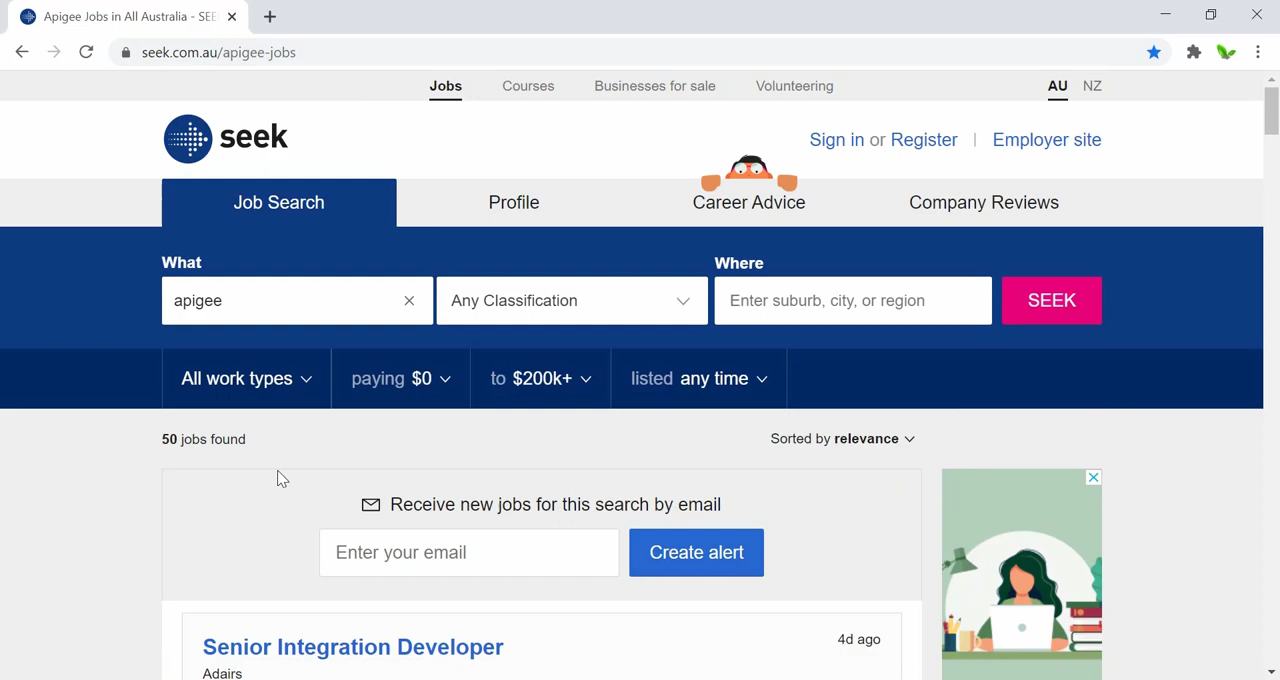 Apigee Jobs in All Australia - SEE
seek.com.au/apigee-jobs
Jobs Courses Businesses for sale Volunteering AU NZ
seek
Sign in or Register | Employer site
Job Search Profile Career Advice Company Reviews
What Where
apigee Any Classification Enter suburb, city, or region SEEK
All work types paying $0 to $200k+ listed any time
50 jobs found Sorted by relevance
Receive new jobs for this search by email
Enter your email Create alert
Senior Integration Developer 4d ago
Adairs